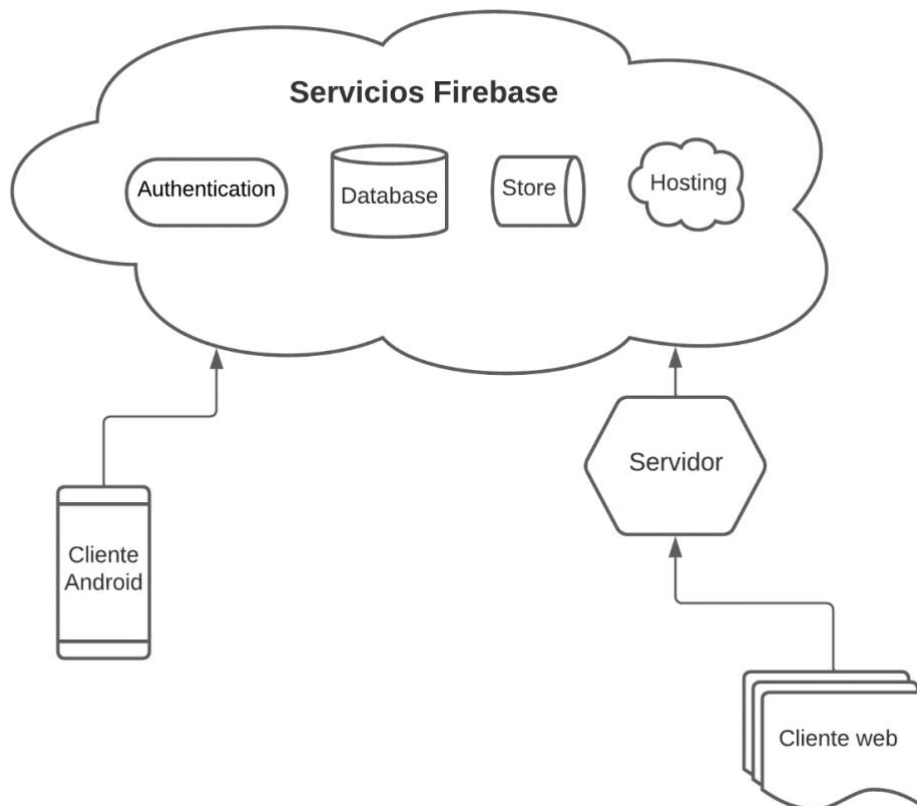 Servicios Firebase
Authentication
Database
Store
Hosting
Servidor
Cliente
Android
Cliente web